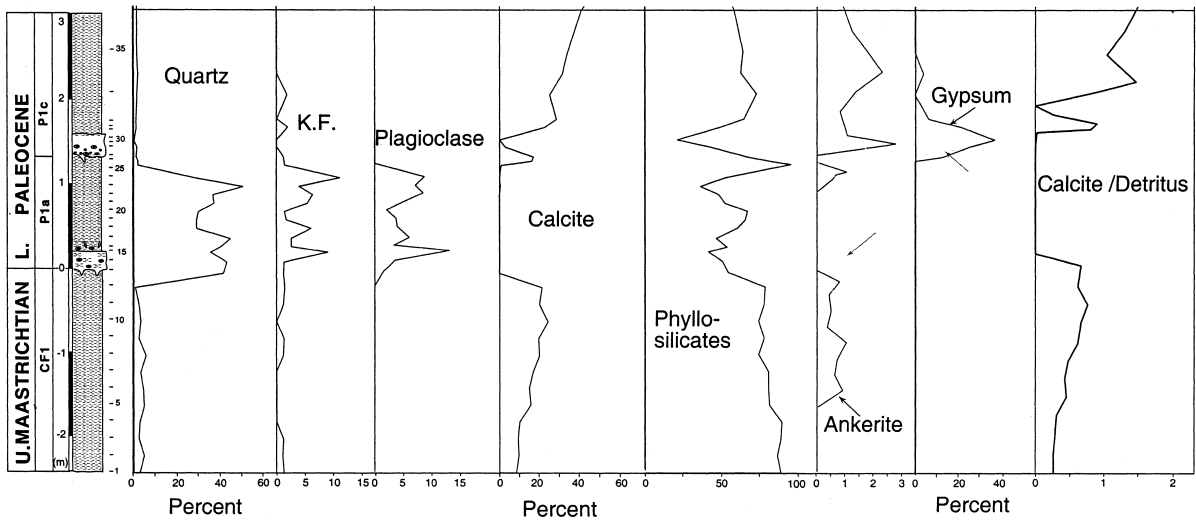 U.MAASTRICHTIAN
L. PALEOCENE
CF1
P1a
P1c
3
2
1
0
-1
-2
(m)
35
30
25
20
15
10
5
1
Quartz
K.F.
Plagioclase
Calcite
Phyllo-
silicates
Ankerite
Gypsum
Calcite /Detritus
0 20 40 60
0 5 10 15
0 5 10 15
0 20 40 60
50 100
0 1 2 3
0 20 40
0 1 2
Percent
Percent
Percent